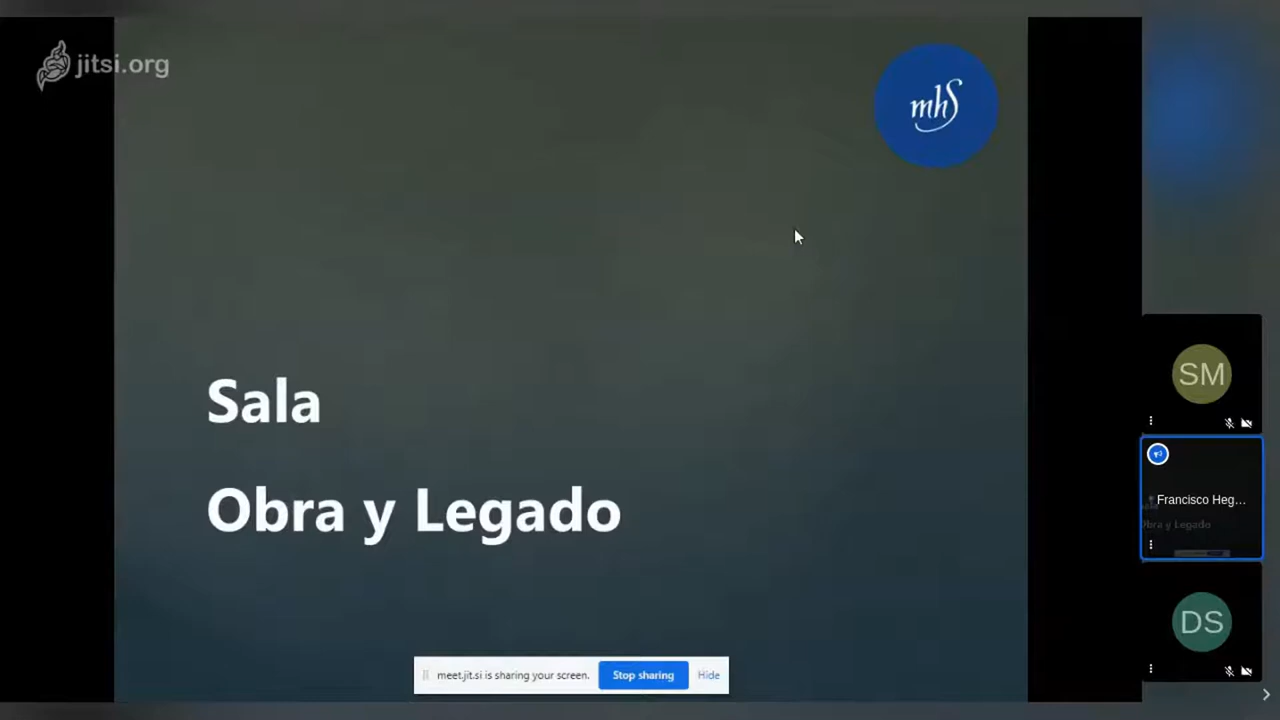 jitsi.org
mhS
Sala
Obra y Legado
SM
Francisco Heg...
Obra y Legado
DS
meet.jit.si is sharing your screen.
Stop sharing
Hide